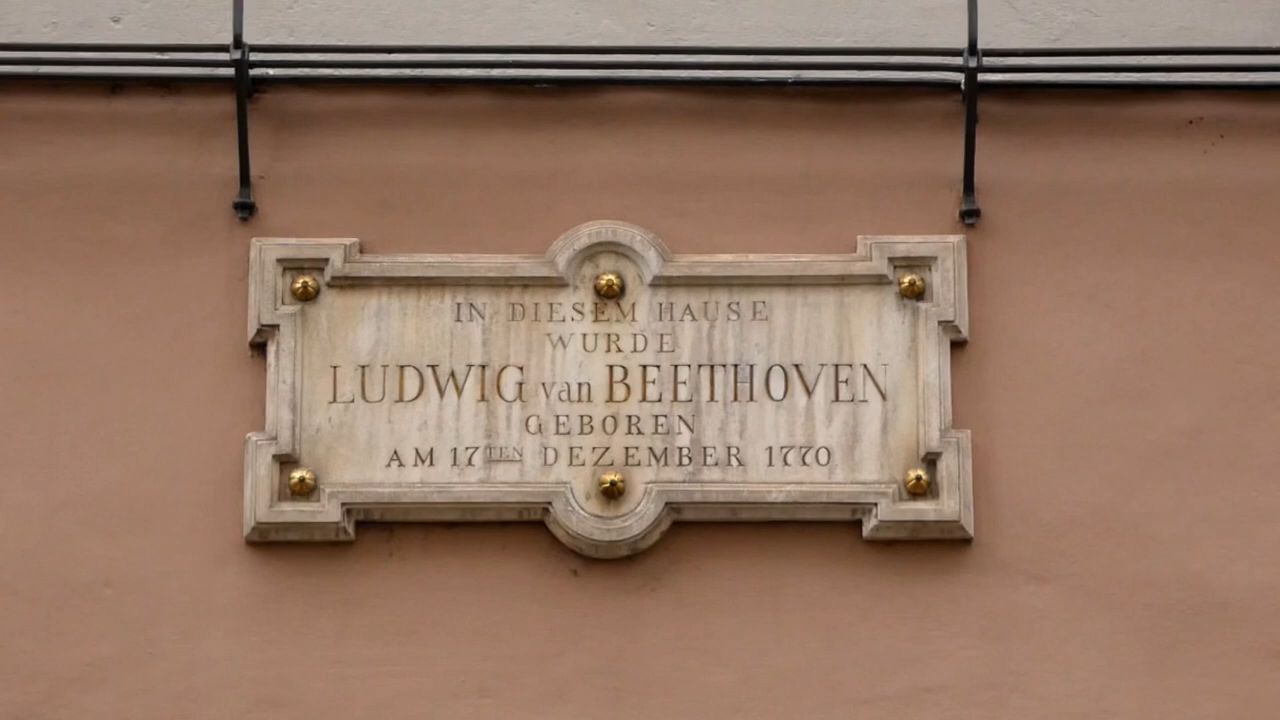 IN DIESEM HAUSE
WURDE
LUDWIG van BEETHOVEN
GEBOREN
AM 17TEN DEZEMBER 1770